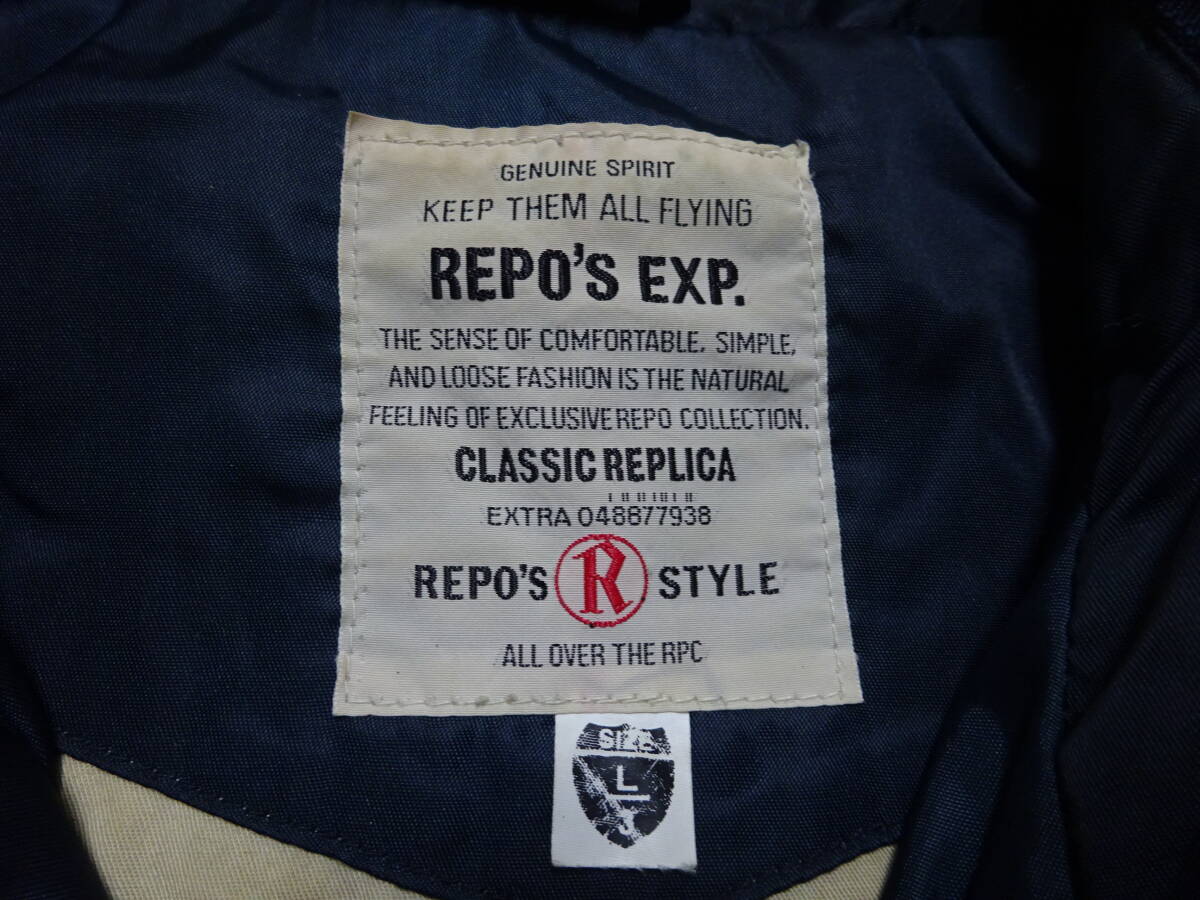 GENUINE SPIRIT
KEEP THEM ALL FLYING
REPO'S EXP.
THE SENSE OF COMFORTABLE, SIMPLE,
AND LOOSE FASHION IS THE NATURAL
FEELING OF EXCLUSIVE REPO COLLECTION.
CLASSIC REPLICA
EXTRA 048877938
REPO'S R STYLE
ALL OVER THE RPC
SIZE
L